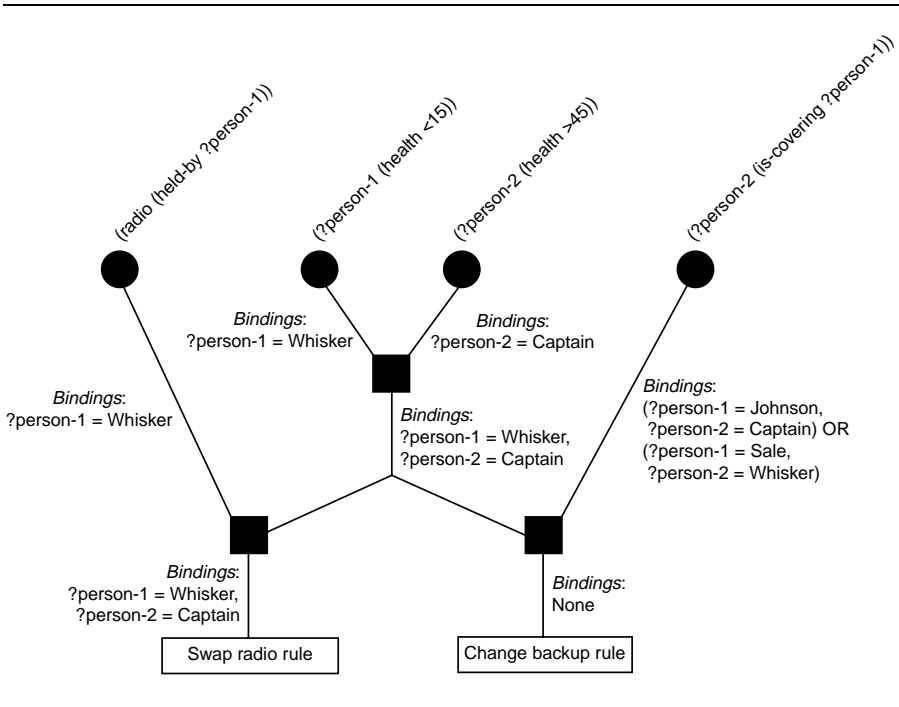 (radio (held-by ?person-1))
(?person-1 (health <15))
(?person-2 (health >45))
(?person-2 (is-covering ?person-1))
Bindings:
?person-1 = Whisker
Bindings:
?person-2 = Captain
Bindings:
?person-1 = Whisker
Bindings:
?person-1 = Whisker,
?person-2 = Captain
Bindings:
(?person-1 = Johnson,
?person-2 = Captain) OR
(?person-1 = Sale,
?person-2 = Whisker)
Bindings:
?person-1 = Whisker,
?person-2 = Captain
Bindings:
None
Swap radio rule
Change backup rule